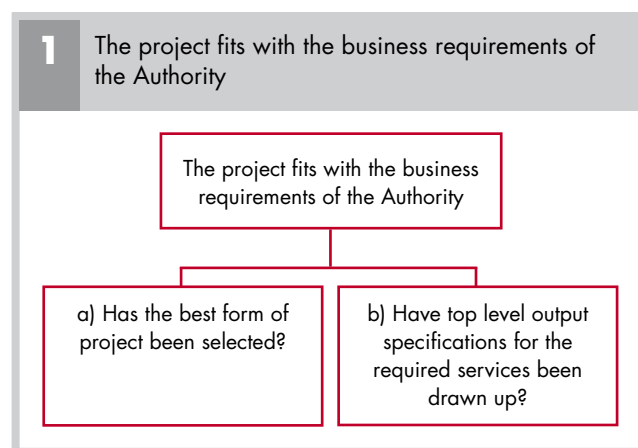 1
The project fits with the business requirements of
the Authority
The project fits with the business
requirements of the Authority
a) Has the best form of
project been selected?
b) Have top level output
specifications for the
required services been
drawn up?